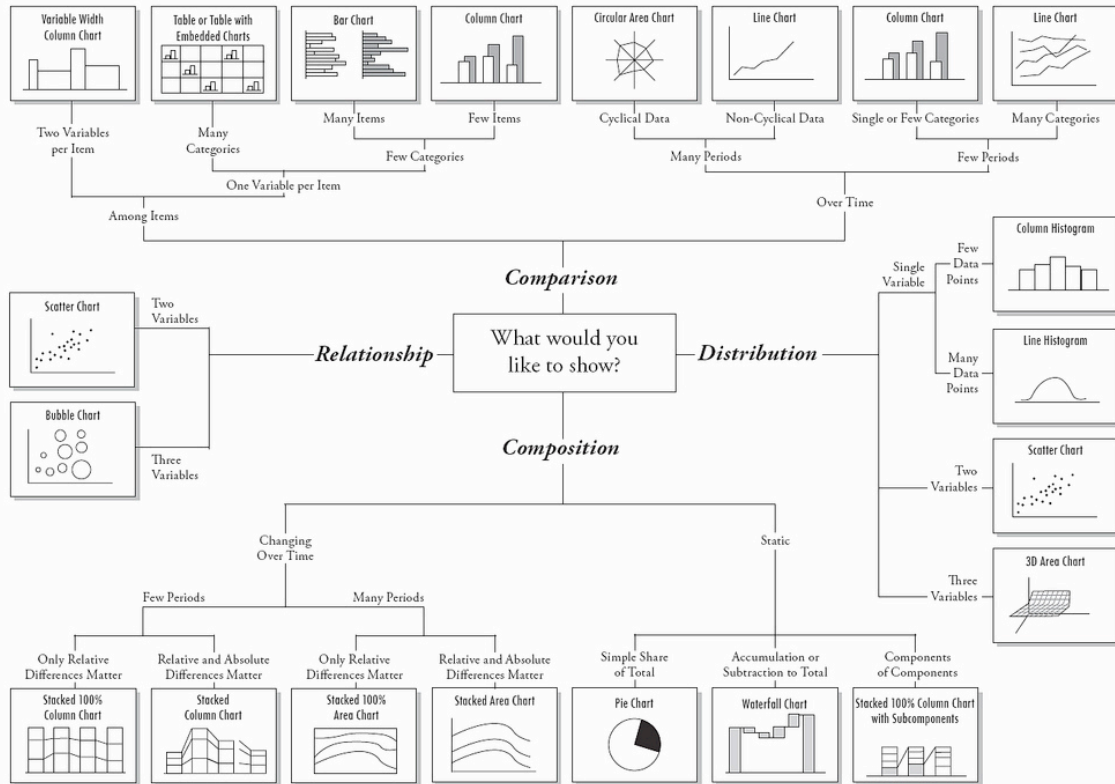 Variable Width
Column Chart
Table or Table with
Embedded Charts
Bar Chart
Column Chart
Circular Area Chart
Line Chart
Column Chart
Line Chart
Two Variables
per Item
Many
Categories
Many Items
Few Items
Cyclical Data
Non-Cyclical Data
Single or Few Categories
Many Categories
Few Categories
Many Periods
Few Periods
One Variable per Item
Among Items
Over Time
Comparison
What would you
like to show?
Relationship
Two
Variables
Scatter Chart
Bubble Chart
Three
Variables
Distribution
Single
Variable
Few
Data
Points
Column Histogram
Many
Data
Points
Line Histogram
Two
Variables
Scatter Chart
Three
Variables
3D Area Chart
Composition
Changing
Over Time
Static
Few Periods
Many Periods
Only Relative
Differences Matter
Relative and Absolute
Differences Matter
Only Relative
Differences Matter
Relative and Absolute
Differences Matter
Simple Share
of Total
Accumulation or
Subtraction to Total
Components
of Components
Stacked 100%
Column Chart
Stacked
Column Chart
Stacked 100%
Area Chart
Stacked Area Chart
Pie Chart
Waterfall Chart
Stacked 100% Column Chart
with Subcomponents